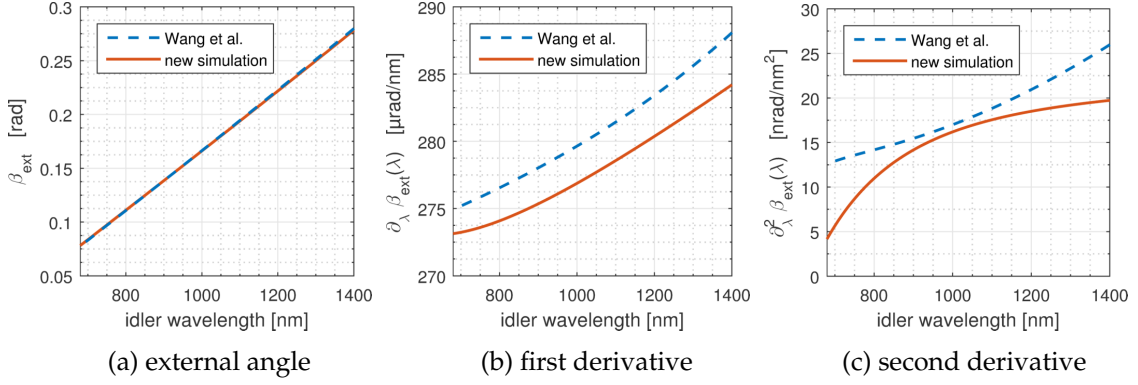 0.3
0.25
0.2
0.15
0.1
0.05
β_ext [rad]
Wang et al.
new simulation
800 1000 1200 1400
idler wavelength [nm]
(a) external angle
290
285
280
275
270
∂_λ β_ext(λ) [µrad/nm]
Wang et al.
new simulation
800 1000 1200 1400
idler wavelength [nm]
(b) first derivative
30
25
20
15
10
5
0
∂²_λ β_ext(λ) [nrad/nm²]
Wang et al.
new simulation
800 1000 1200 1400
idler wavelength [nm]
(c) second derivative